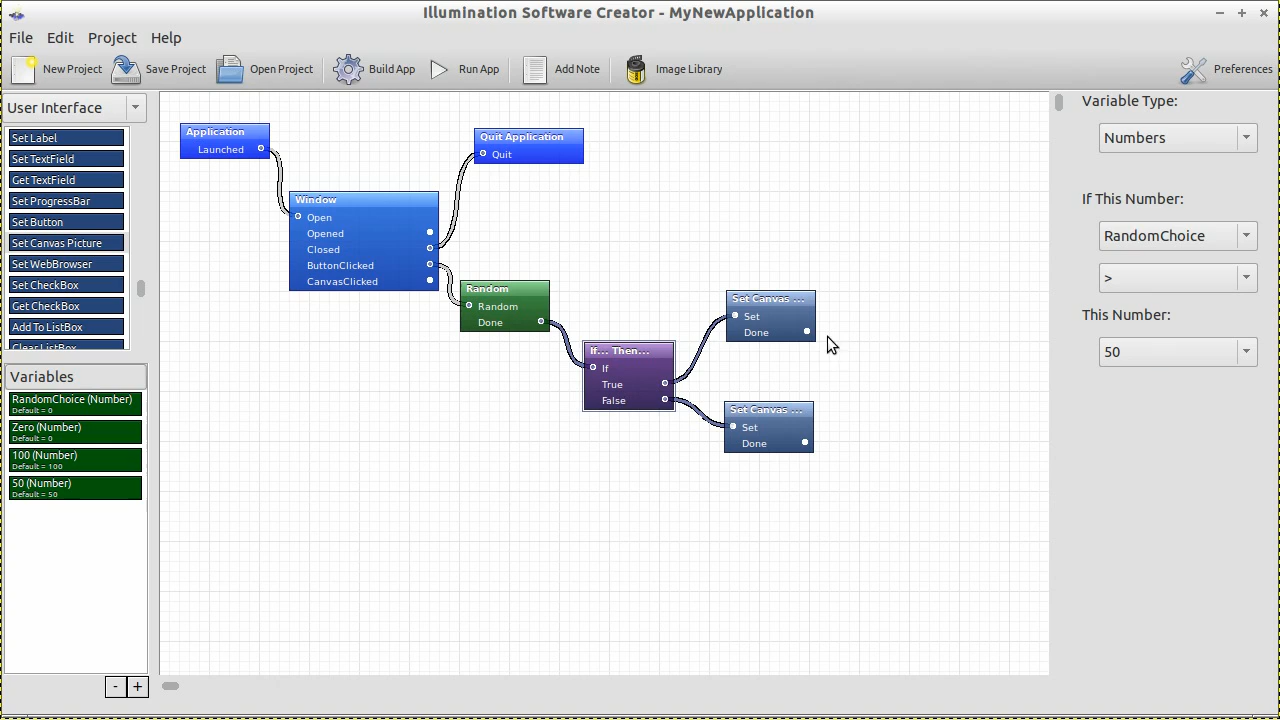 Illumination Software Creator - MyNewApplication
File Edit Project Help
New Project Save Project Open Project Build App Run App Add Note Image Library Preferences
User Interface
Set Label
Set TextField
Get TextField
Set ProgressBar
Set Button
Set Canvas Picture
Set WebBrowser
Set CheckBox
Get CheckBox
Add To ListBox
Clear ListBox
Variables
RandomChoice (Number)
Default = 0
Zero (Number)
Default = 0
100 (Number)
Default = 100
50 (Number)
Default = 50
- +
Application
Launched
Quit Application
Quit
Window
Open
Opened
Closed
ButtonClicked
CanvasClicked
Random
Random
Done
If... Then...
If
True
False
Set Canvas ...
Set
Done
Set Canvas ...
Set
Done
Variable Type:
Numbers
If This Number:
RandomChoice
>
This Number:
50